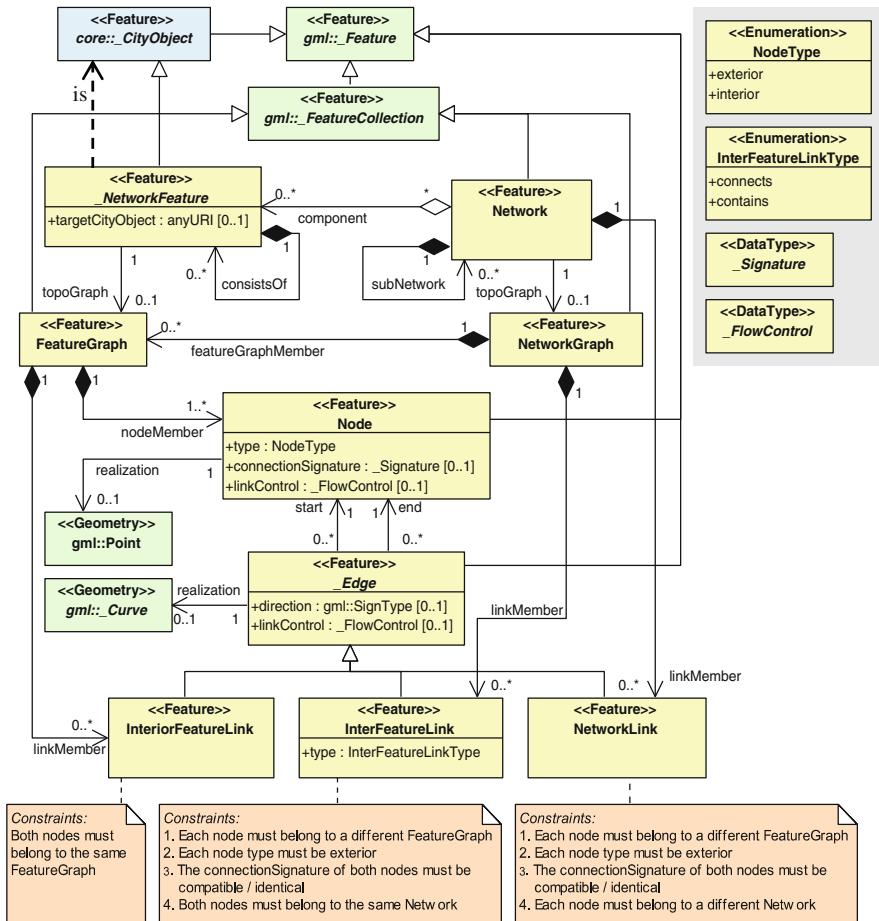 <<Feature>>
core::_CityObject
<<Feature>>
gml::_Feature
<<Enumeration>>
NodeType
+exterior
+interior
is
<<Feature>>
gml::_FeatureCollection
<<Enumeration>>
InterFeatureLinkType
+connects
+contains
<<Feature>>
_NetworkFeature
+targetCityObject : anyURI [0..1]
0..*
component
*
<<Feature>>
Network
1
<<DataType>>
_Signature
1
0..*
consistsOf
1
subNetwork
0..*
1
1
topoGraph
0..1
topoGraph
0..1
<<DataType>>
_FlowControl
<<Feature>>
FeatureGraph
0..*
featureGraphMember
1
<<Feature>>
NetworkGraph
1
1
1
1..*
nodeMember
<<Feature>>
Node
+type : NodeType
+connectionSignature : _Signature [0..1]
+linkControl : _FlowControl [0..1]
realization
1
0..1
<<Geometry>>
gml::Point
start
1
1
end
0..*
0..*
<<Feature>>
_Edge
+direction : gml::SignType [0..1]
+linkControl : _FlowControl [0..1]
<<Geometry>>
gml::_Curve
realization
0..1
1
linkMember
0..*
0..*
linkMember
0..*
linkMember
<<Feature>>
InteriorFeatureLink
<<Feature>>
InterFeatureLink
+type : InterFeatureLinkType
<<Feature>>
NetworkLink
Constraints:
Both nodes must
belong to the same
FeatureGraph
Constraints:
1. Each node must belong to a different FeatureGraph
2. Each node type must be exterior
3. The connectionSignature of both nodes must be
compatible / identical
4. Both nodes must belong to the same Network
Constraints:
1. Each node must belong to a different FeatureGraph
2. Each node type must be exterior
3. The connectionSignature of both nodes must be
compatible / identical
4. Each node must belong to a different Network